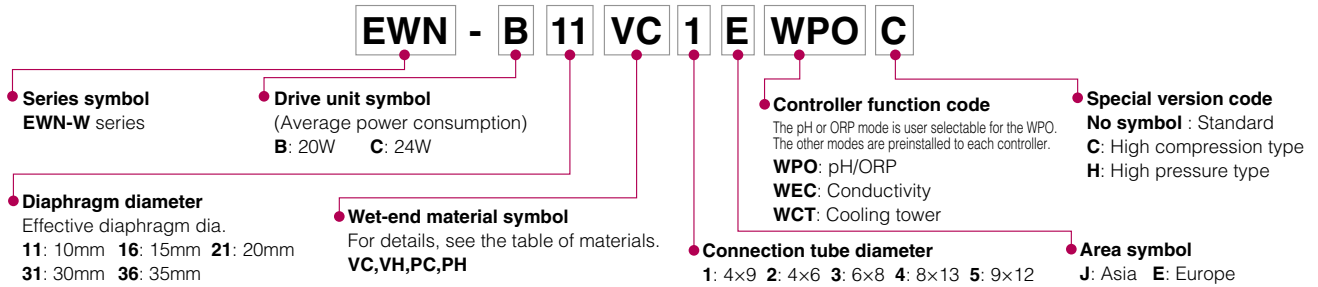 EWN - B 11 VC 1 E WPO C
Series symbol
EWN-W series
Drive unit symbol
(Average power consumption)
B: 20W C: 24W
Controller function code
The pH or ORP mode is user selectable for the WPO.
The other modes are preinstalled to each controller.
WPO: pH/ORP
WEC: Conductivity
WCT: Cooling tower
Special version code
No symbol : Standard
C: High compression type
H: High pressure type
Diaphragm diameter
Effective diaphragm dia.
11: 10mm 16: 15mm 21: 20mm
31: 30mm 36: 35mm
Wet-end material symbol
For details, see the table of materials.
VC,VH,PC,PH
Connection tube diameter
1: 4×9 2: 4×6 3: 6×8 4: 8×13 5: 9×12
Area symbol
J: Asia E: Europe